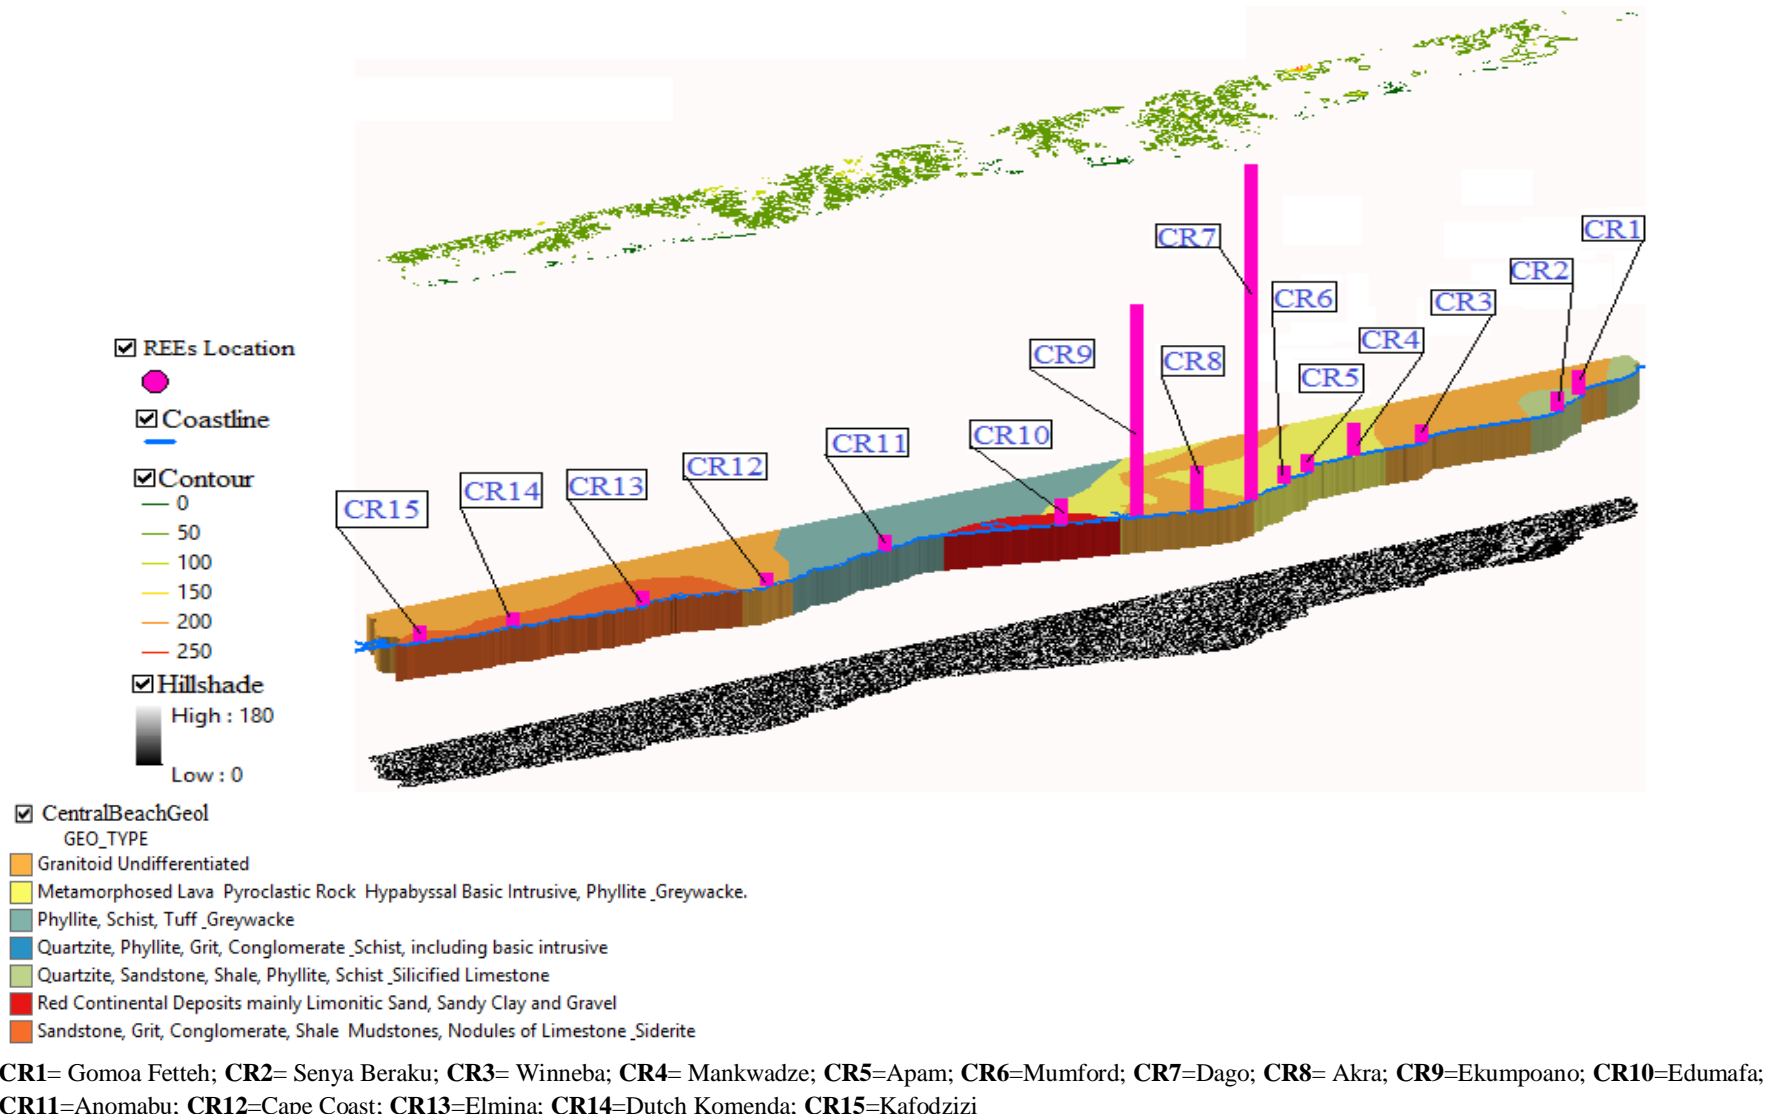 CR1
CR2
CR7
CR6
CR3
CR4
CR9
CR8
CR5
REEs Location
Coastline
CR10
CR11
CR12
CR13
CR14
CR15
Contour
0
50
100
150
200
250
Hillshade
High : 180
Low : 0
CentralBeachGeol
GEO_TYPE
Granitoid Undifferentiated
Metamorphosed Lava Pyroclastic Rock Hypabyssal Basic Intrusive, Phyllite _Greywacke.
Phyllite, Schist, Tuff _Greywacke
Quartzite, Phyllite, Grit, Conglomerate _Schist, including basic intrusive
Quartzite, Sandstone, Shale, Phyllite, Schist _Silicified Limestone
Red Continental Deposits mainly Limonitic Sand, Sandy Clay and Gravel
Sandstone, Grit, Conglomerate, Shale Mudstones, Nodules of Limestone _Siderite
CR1= Gomoa Fetteh; CR2= Senya Beraku; CR3= Winneba; CR4= Mankwadze; CR5=Apam; CR6=Mumford; CR7=Dago; CR8= Akra; CR9=Ekumpoano; CR10=Edumafa;
CR11=Anomabu; CR12=Cape Coast; CR13=Elmina; CR14=Dutch Komenda; CR15=Kafodzizi